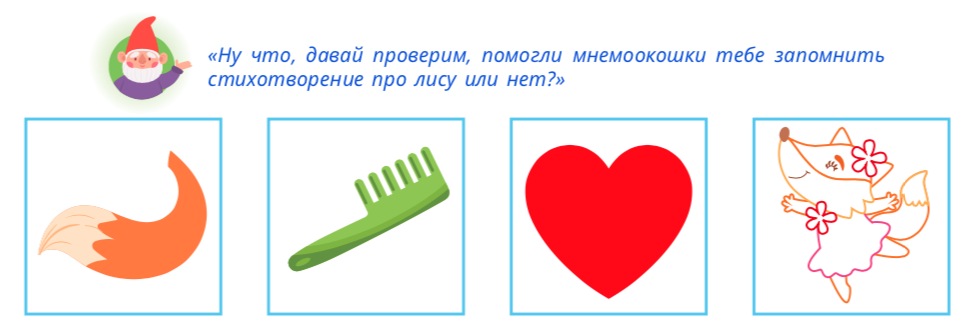 «Ну что, давай проверим, помогли мнемоокошки тебе запомнить
стихотворение про лису или нет?»